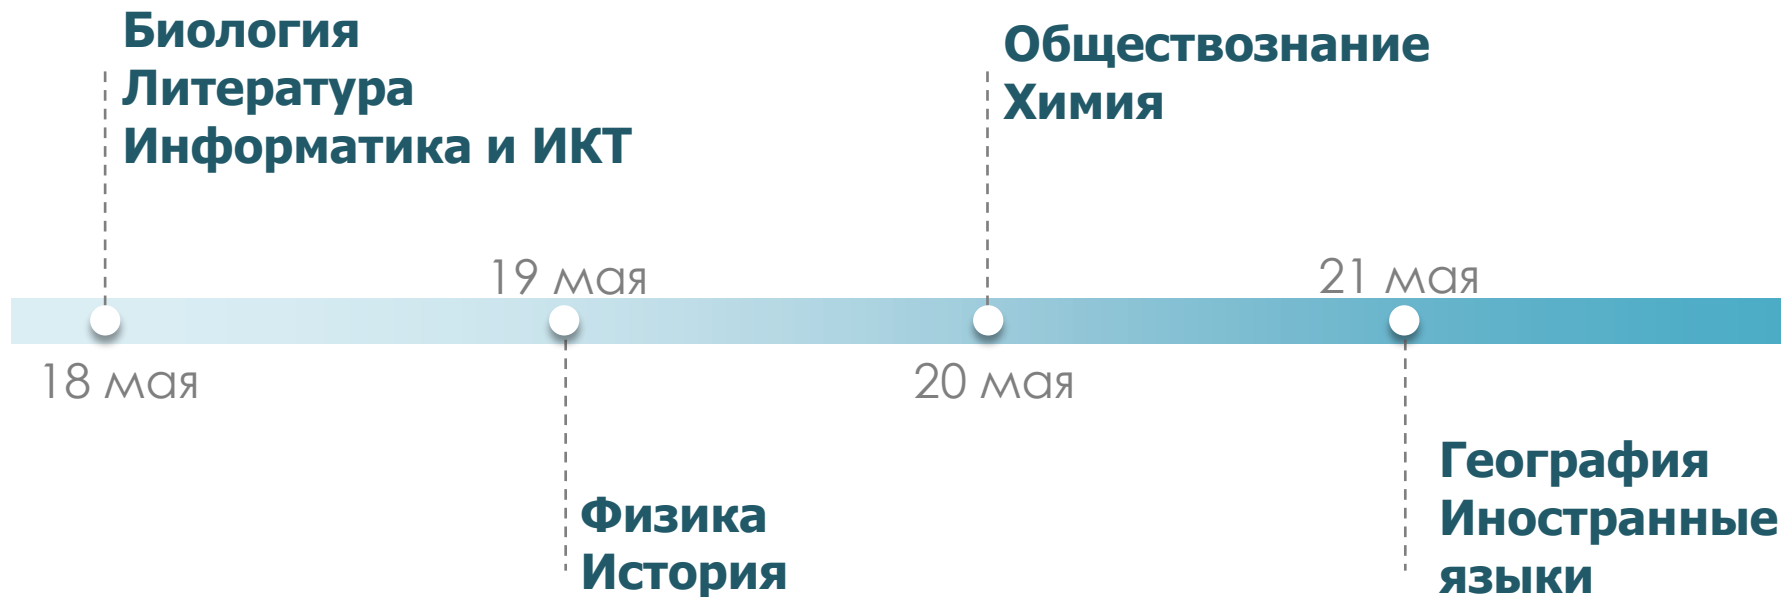 Биология
Литература
Информатика и ИКТ
18 мая
19 мая
Физика
История
Обществознание
Химия
20 мая
21 мая
География
Иностранные
языки